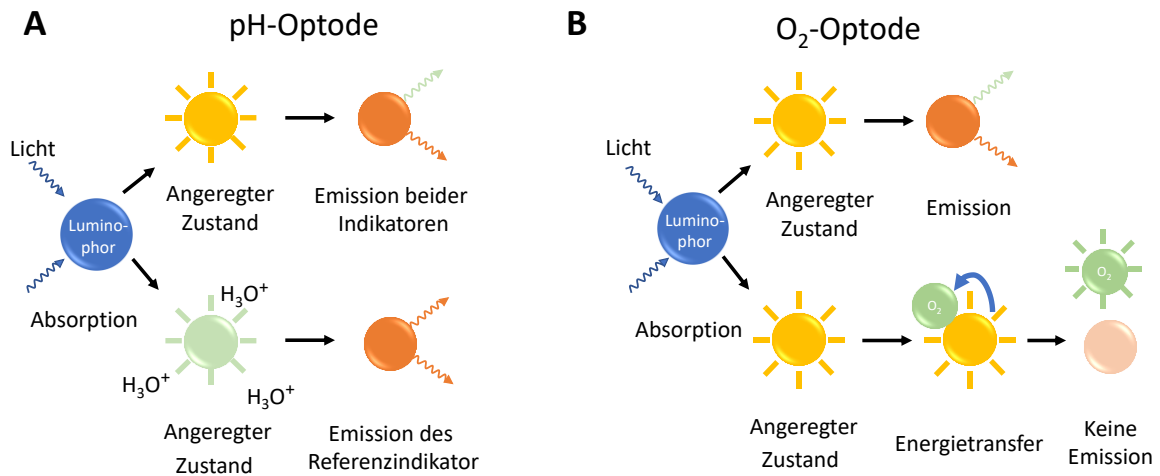 A
pH-Optode
Licht
Lumino-
phor
Absorption
Angeregter
Zustand
Emission beider
Indikatoren
H₃O⁺
H₃O⁺
H₃O⁺
Angeregter
Zustand
Emission des
Referenzindikator
B
O₂-Optode
Licht
Lumino-
phor
Absorption
Angeregter
Zustand
Emission
O₂
O₂
Angeregter
Zustand
Energietransfer
Keine
Emission